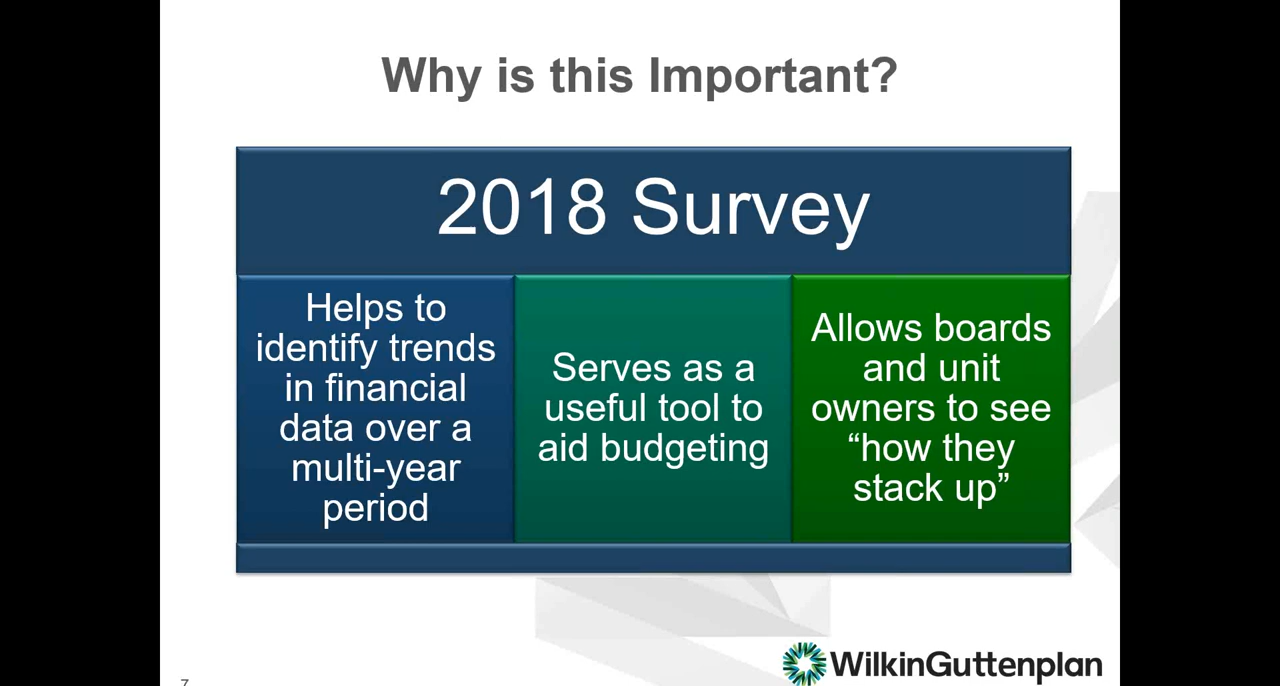 Why is this Important?
2018 Survey
Helps to
identify trends
in financial
data over a
multi-year
period
Serves as a
useful tool to
aid budgeting
Allows boards
and unit
owners to see
“how they
stack up”
7
WilkinGuttenplan